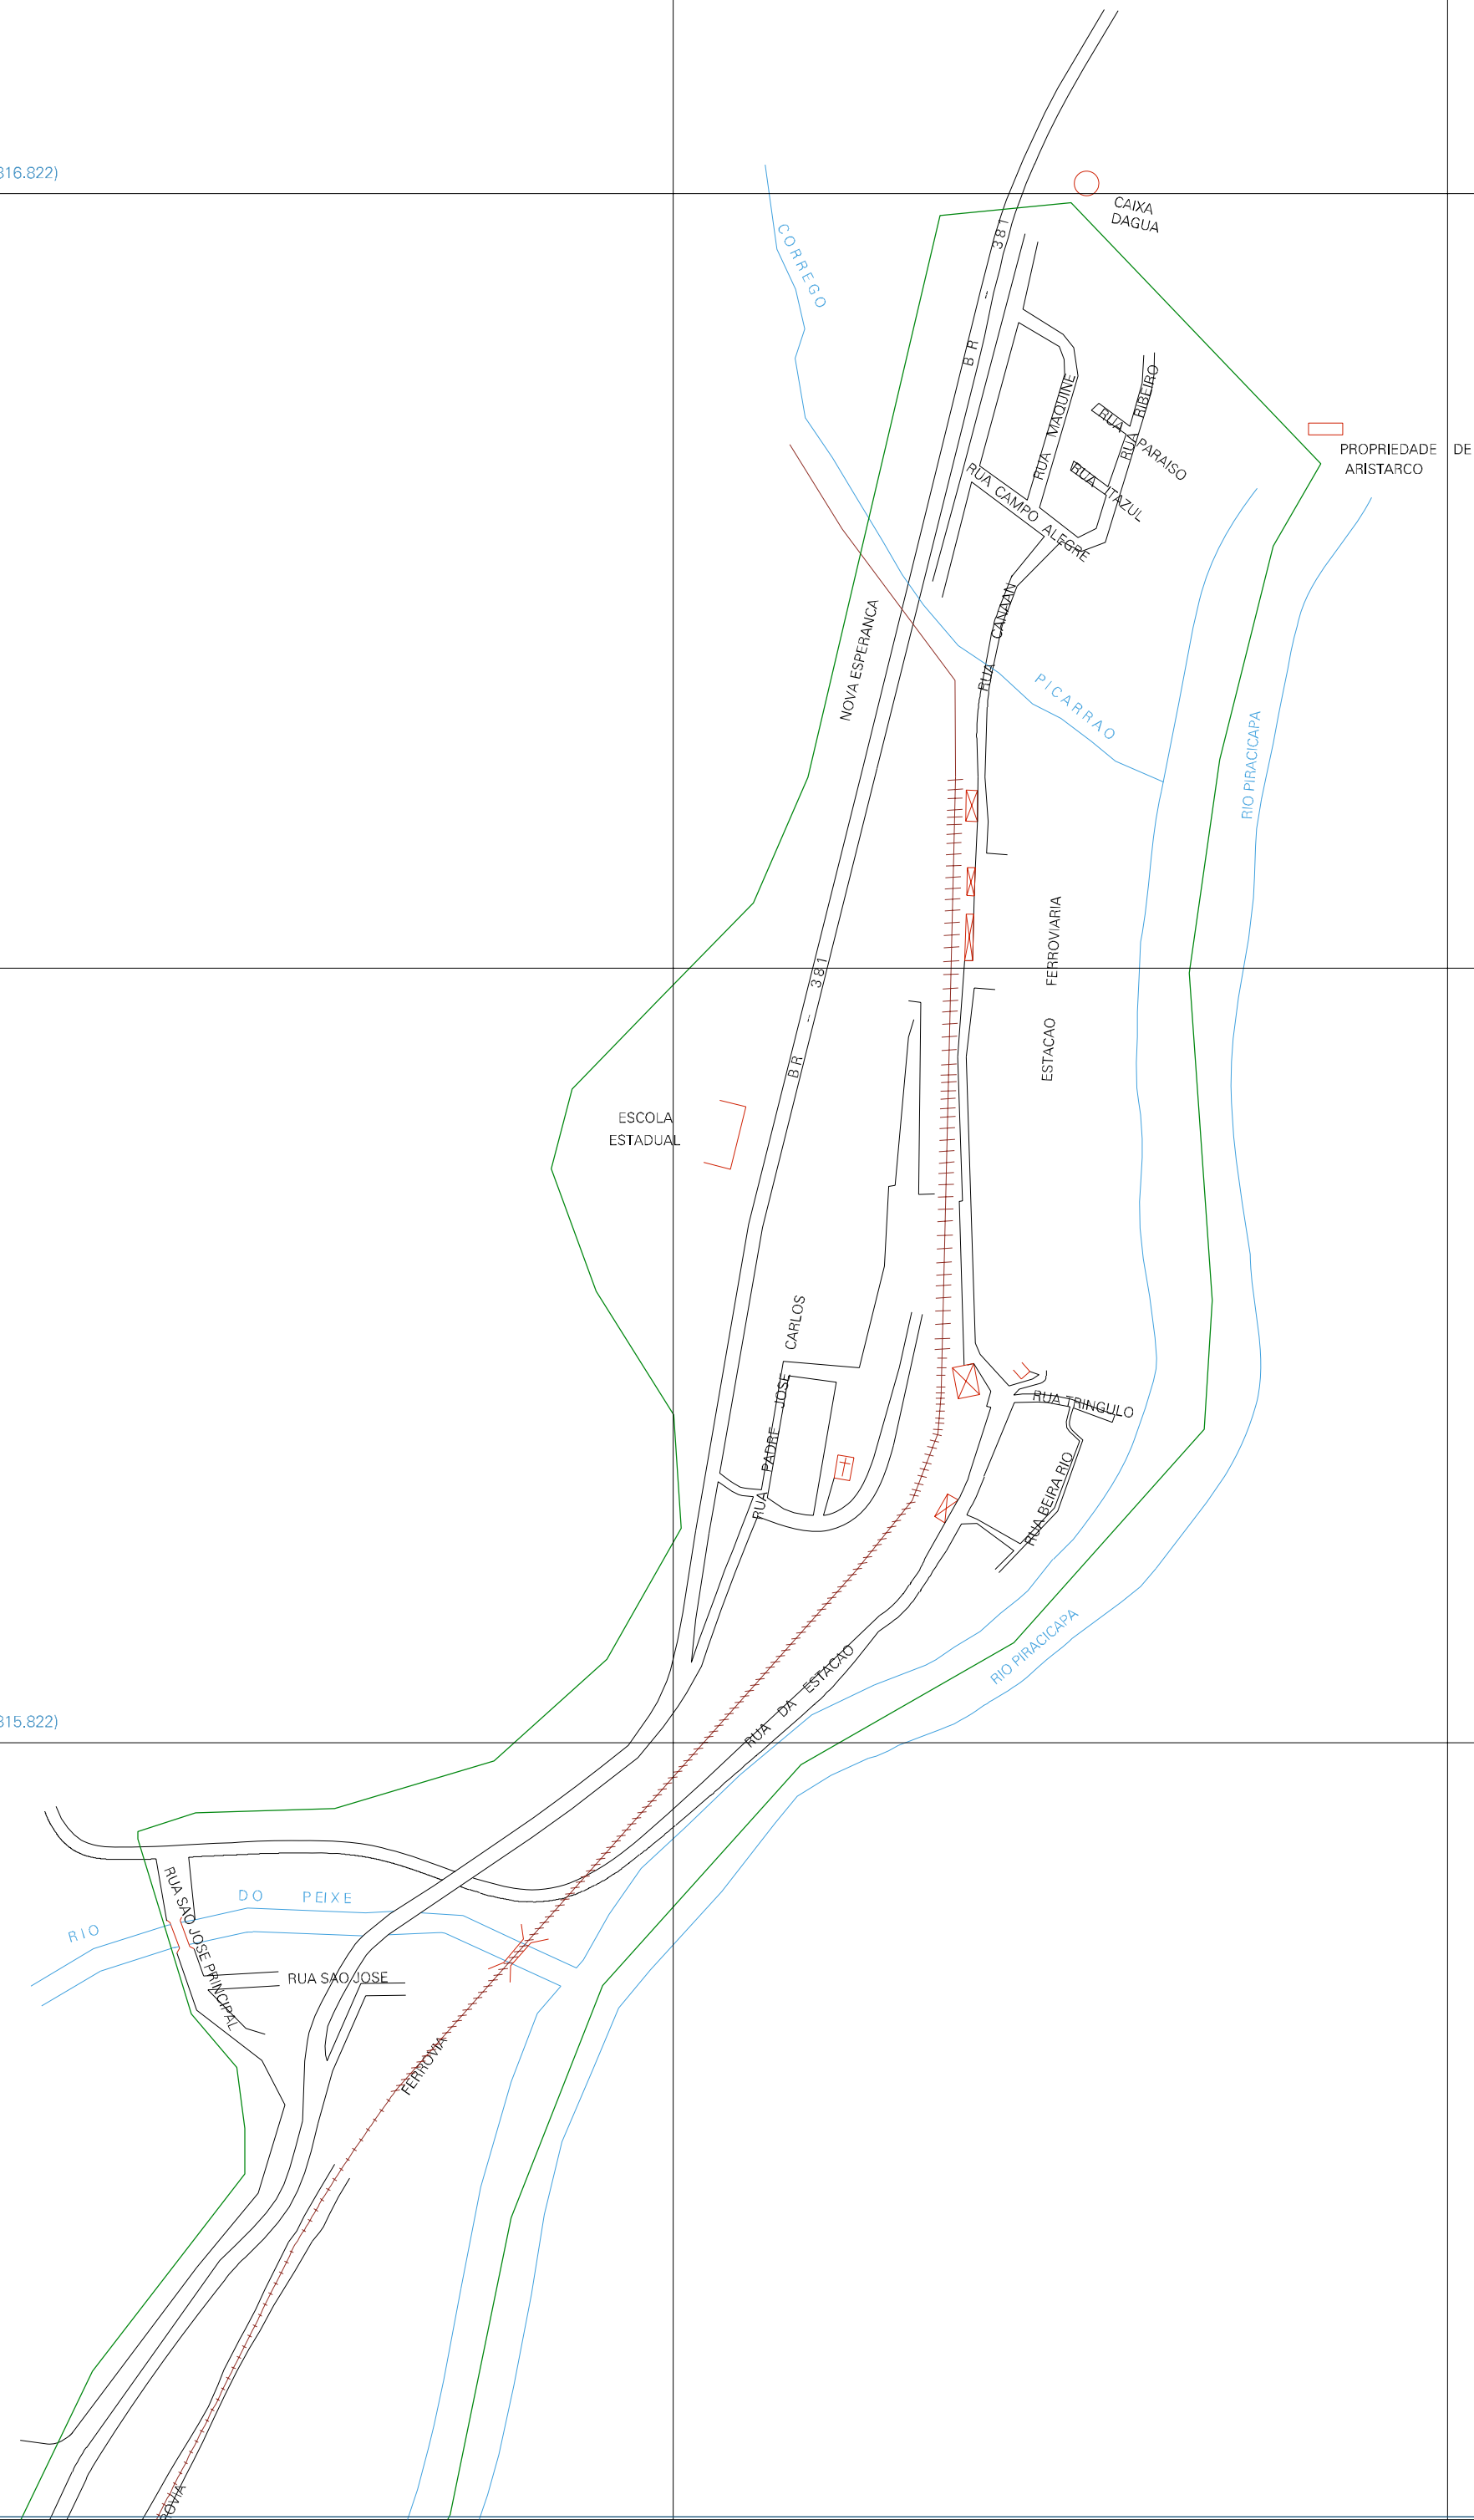 316.822)
CAIXA
DAGUA
CORREGO
BR - 381
RUA MAQUINE
RUA RIBEIRO
RUA PARAISO
RUA ITAZUL
RUA CAMPO ALEGRE
PROPRIEDADE DE
ARISTARCO
RUA CANAAN
NOVA ESPERANCA
PICARRAO
RIO PIRACICAPA
ESTACAO FERROVIARIA
BR - 381
ESCOLA
ESTADUAL
RUA PADRE JOSE CARLOS
RUA TRINGULO
RUA BEIRA RIO
RIO PIRACICAPA
RUA DA ESTACAO
315.822)
RUA SAO JOSE PRINCIPAL
RIO DO PEIXE
RUA SAO JOSE
FERROVIA
ROVIA